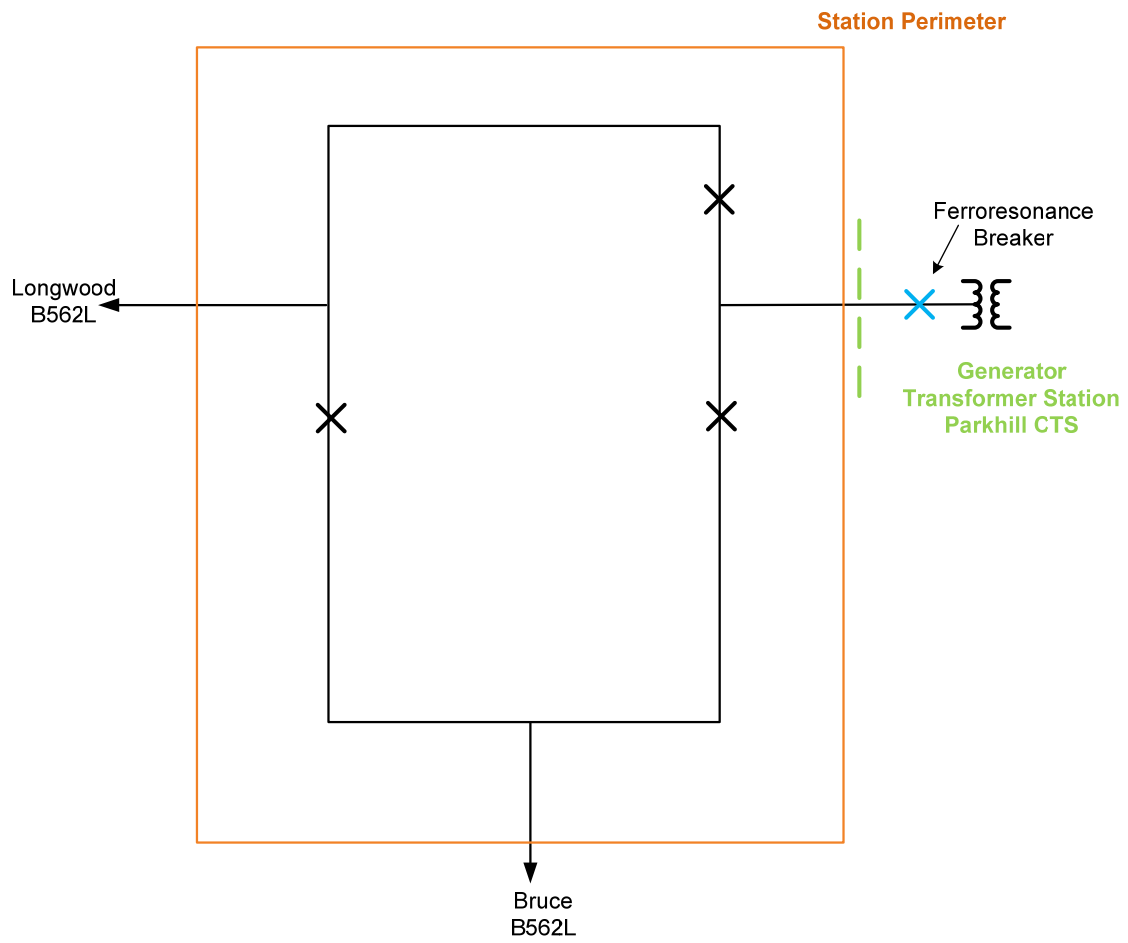 Station Perimeter
Ferroresonance
Breaker
Longwood
B562L
Generator
Transformer Station
Parkhill CTS
Bruce
B562L